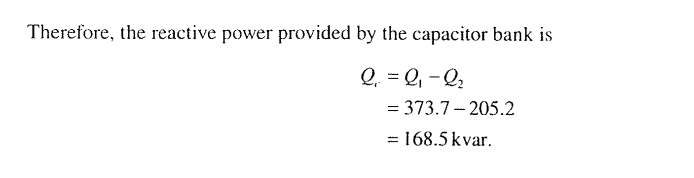 Therefore, the reactive power provided by the capacitor bank is
Q_c = Q_1 − Q_2
= 373.7 − 205.2
= 168.5 kvar.